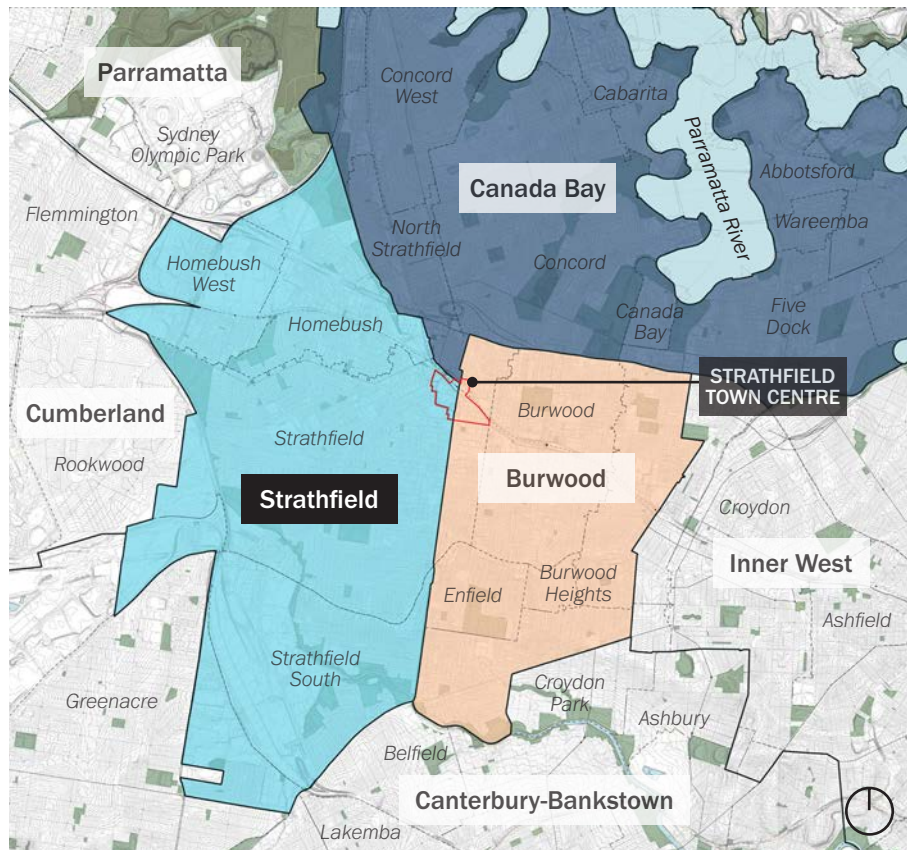 Parramatta
Concord
West
Cabarita
Sydney
Olympic Park
Parramatta River
Abbotsford
Canada Bay
Flemmington
North
Strathfield
Wareemba
Homebush
West
Concord
Homebush
Canada
Bay
Five
Dock
STRATHFIELD
TOWN CENTRE
Cumberland
Burwood
Strathfield
Rookwood
Strathfield
Burwood
Croydon
Inner West
Enfield
Burwood
Heights
Ashfield
Strathfield
South
Greenacre
Croydon
Park
Ashbury
Belfield
Canterbury-Bankstown
Lakemba